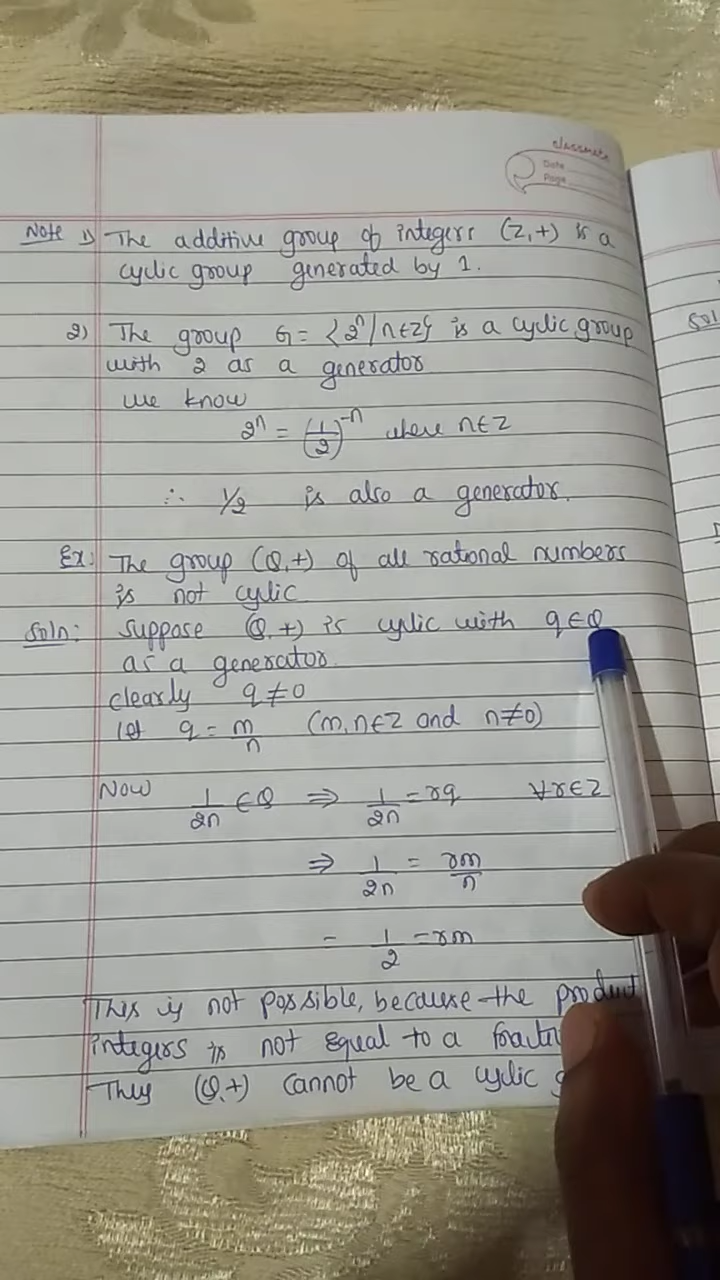 classmate
Date
Page
Note 1) The additive group of integers (Z,+) is a
cyclic group generated by 1.
2) The group G = {2ⁿ/n∈Z} is a cyclic group
with 2 as a generator
we know
2ⁿ = (1/2)⁻ⁿ where n∈Z
∴ 1/2 is also a generator.
Ex: The group (Q,+) of all rational numbers
is not cyclic
Soln: Suppose (Q,+) is cyclic with q∈Q
as a generator.
clearly q≠0
let q = m/n (m,n∈Z and n≠0)
Now 1/2n ∈Q ⇒ 1/2n = rq ∀r∈Z
⇒ 1/2n = rm/n
= 1/2 = rm
This is not possible, because the product
integers is not equal to a
Thus (Q,+) cannot be a cyclic
Sol